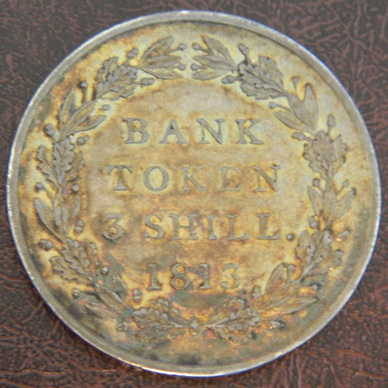 BANK
TOKEN
3 SHILL.
1813.